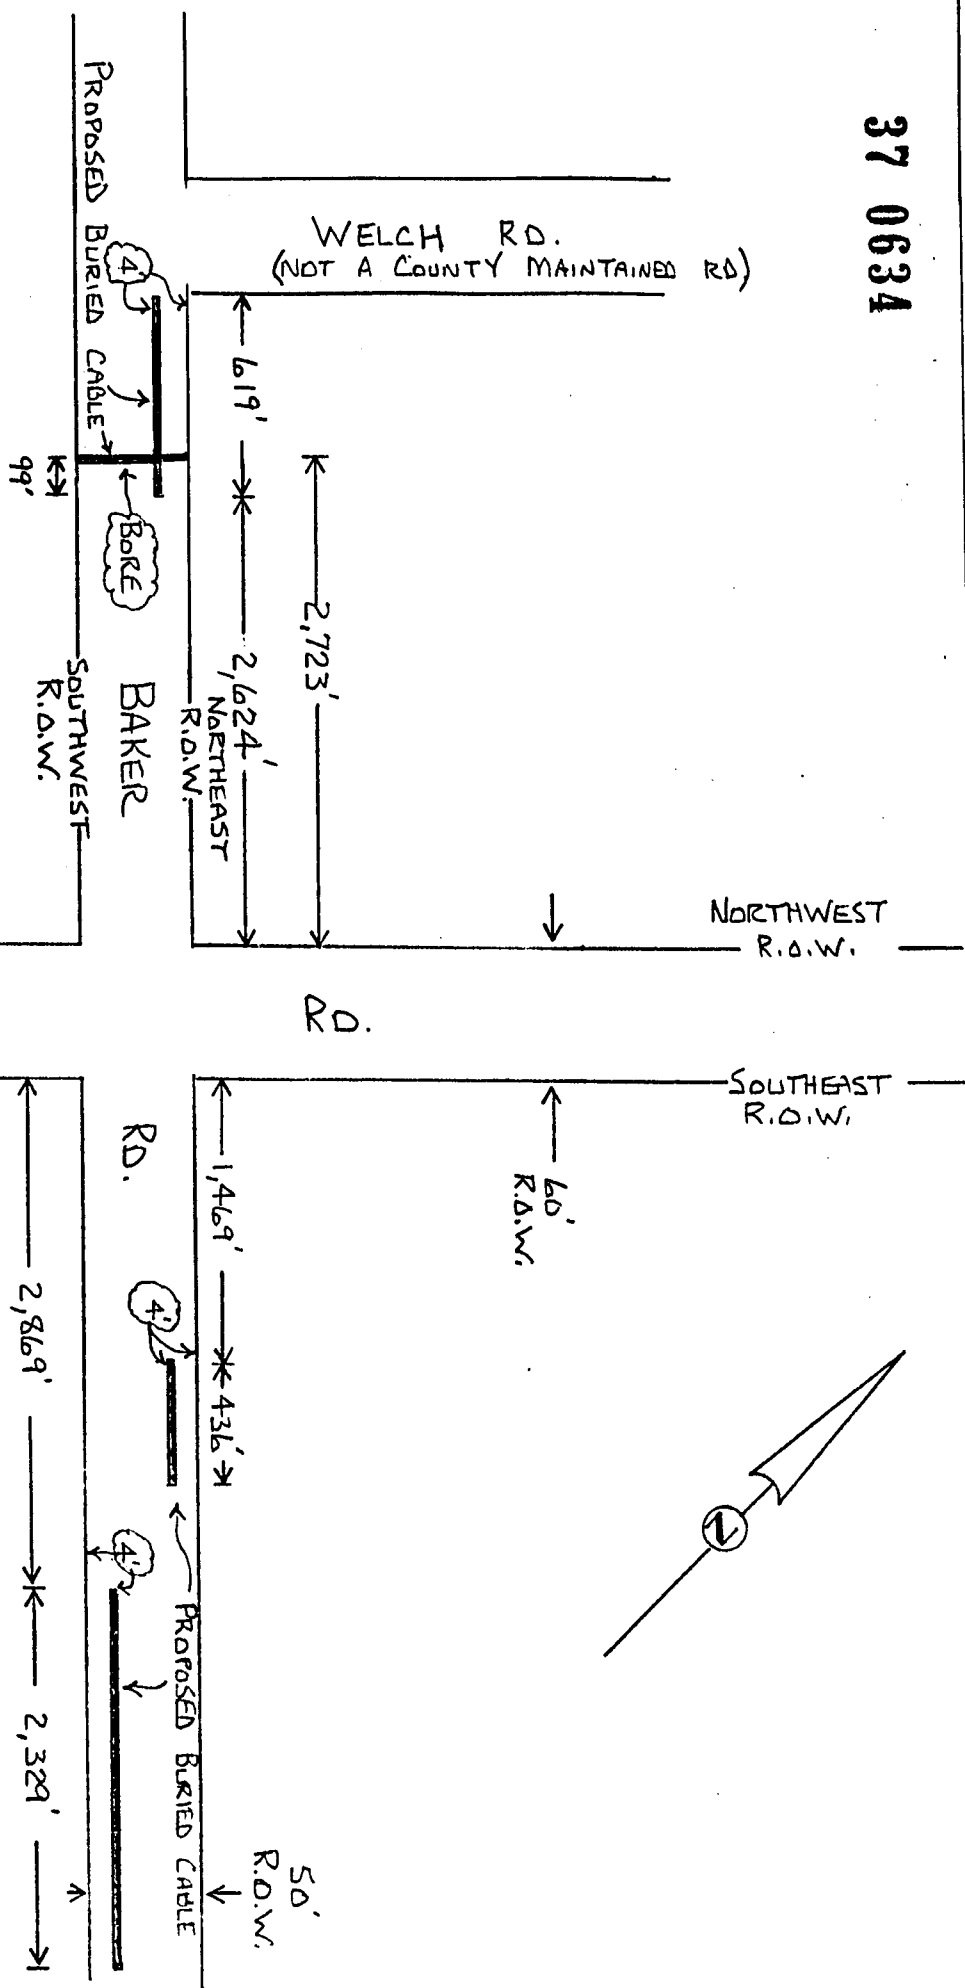 37 0634
WELCH RD.
(NOT A COUNTY MAINTAINED RD)
PROPOSED BURIED CABLE
4'
619'
2,624'
2,723'
99'
BORE
BAKER
NORTHEAST
R.O.W.
SOUTHWEST
R.O.W.
NORTHWEST
R.O.W.
RD.
SOUTHEAST
R.O.W.
60'
R.O.W.
RD.
1,469'
436'
4'
2,869'
4'
2,329'
PROPOSED BURIED CABLE
50'
R.O.W.
N